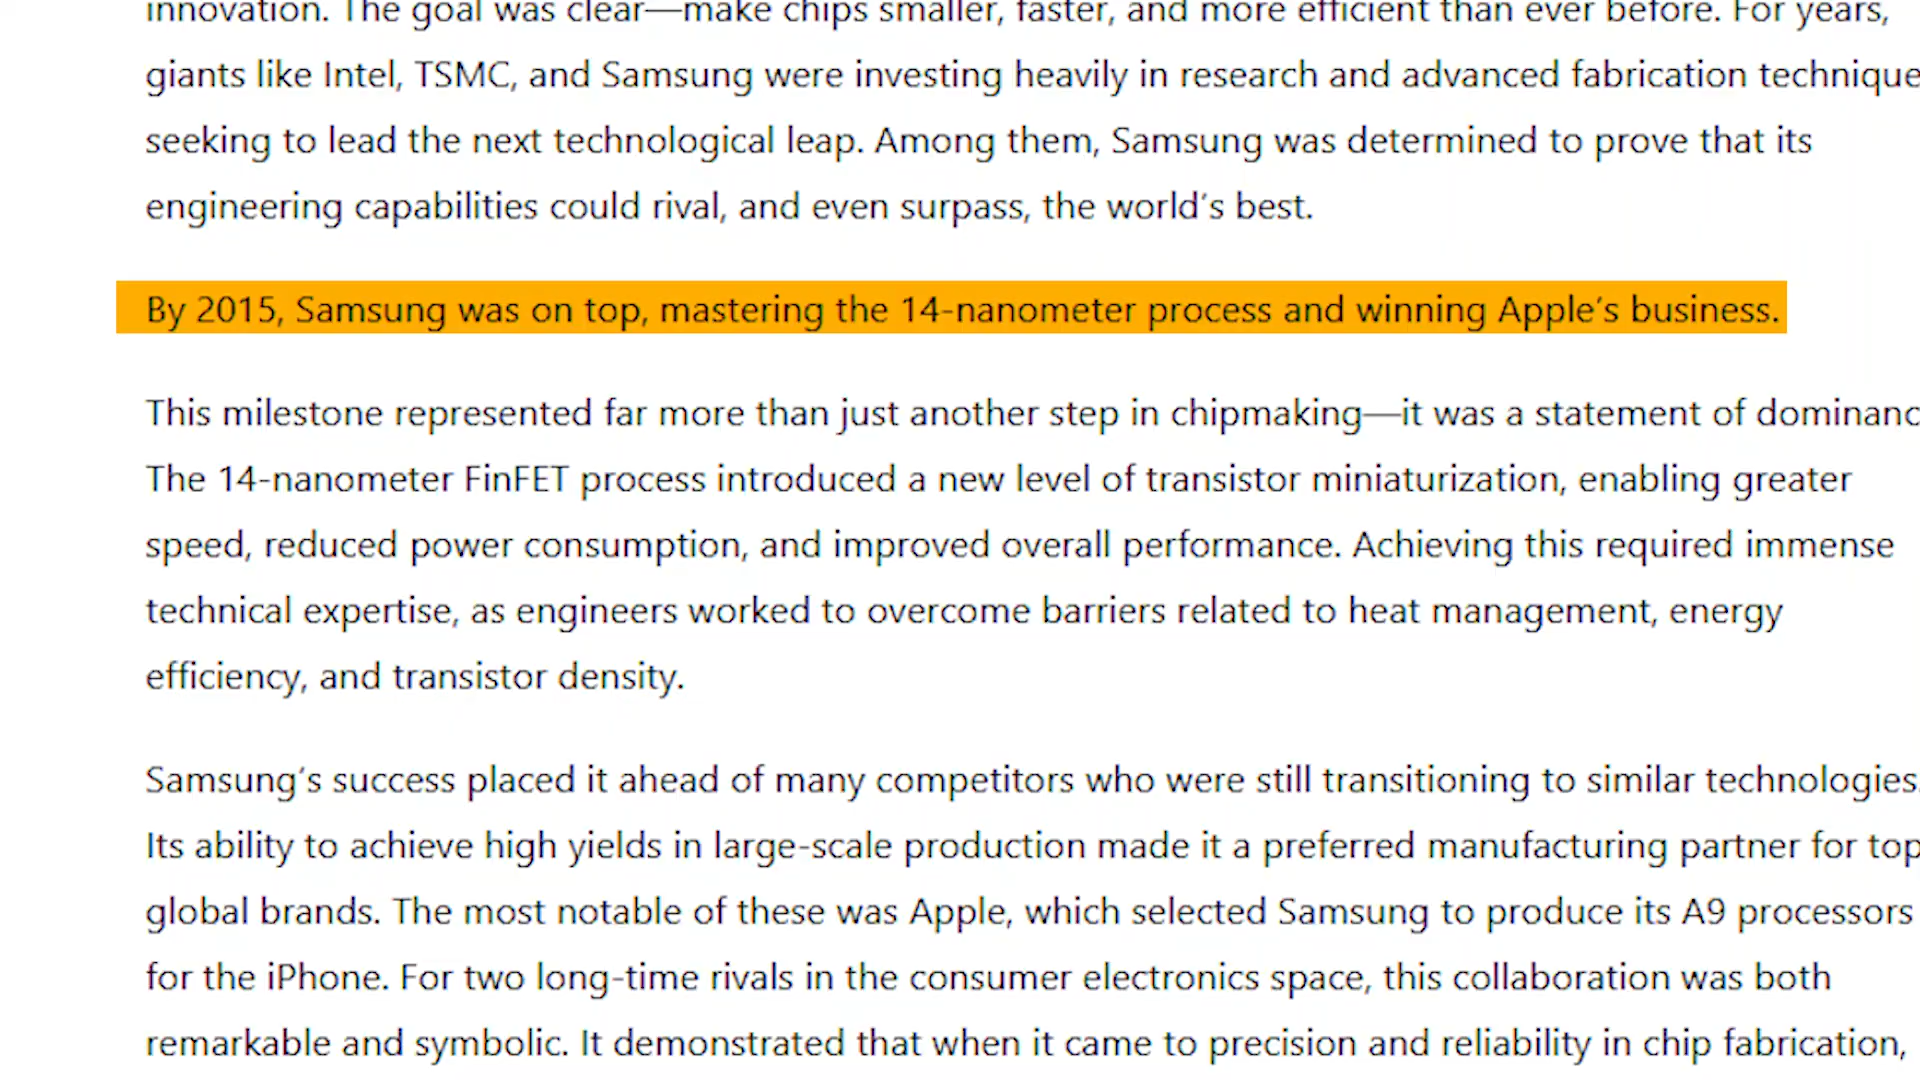 innovation. The goal was clear—make chips smaller, faster, and more efficient than ever before. For years,
giants like Intel, TSMC, and Samsung were investing heavily in research and advanced fabrication technique
seeking to lead the next technological leap. Among them, Samsung was determined to prove that its
engineering capabilities could rival, and even surpass, the world's best.
By 2015, Samsung was on top, mastering the 14-nanometer process and winning Apple's business.
This milestone represented far more than just another step in chipmaking—it was a statement of dominanc
The 14-nanometer FinFET process introduced a new level of transistor miniaturization, enabling greater
speed, reduced power consumption, and improved overall performance. Achieving this required immense
technical expertise, as engineers worked to overcome barriers related to heat management, energy
efficiency, and transistor density.
Samsung's success placed it ahead of many competitors who were still transitioning to similar technologies.
Its ability to achieve high yields in large-scale production made it a preferred manufacturing partner for top
global brands. The most notable of these was Apple, which selected Samsung to produce its A9 processors
for the iPhone. For two long-time rivals in the consumer electronics space, this collaboration was both
remarkable and symbolic. It demonstrated that when it came to precision and reliability in chip fabrication,